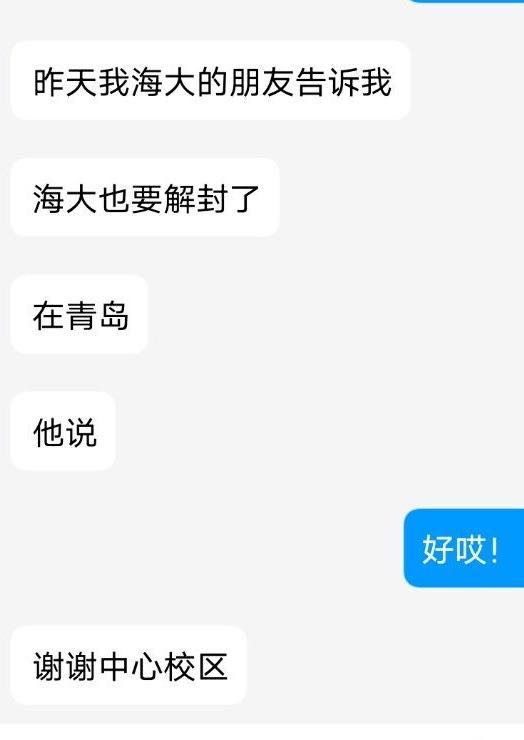 昨天我海大的朋友告诉我
海大也要解封了
在青岛
他说
好哎！
谢谢中心校区